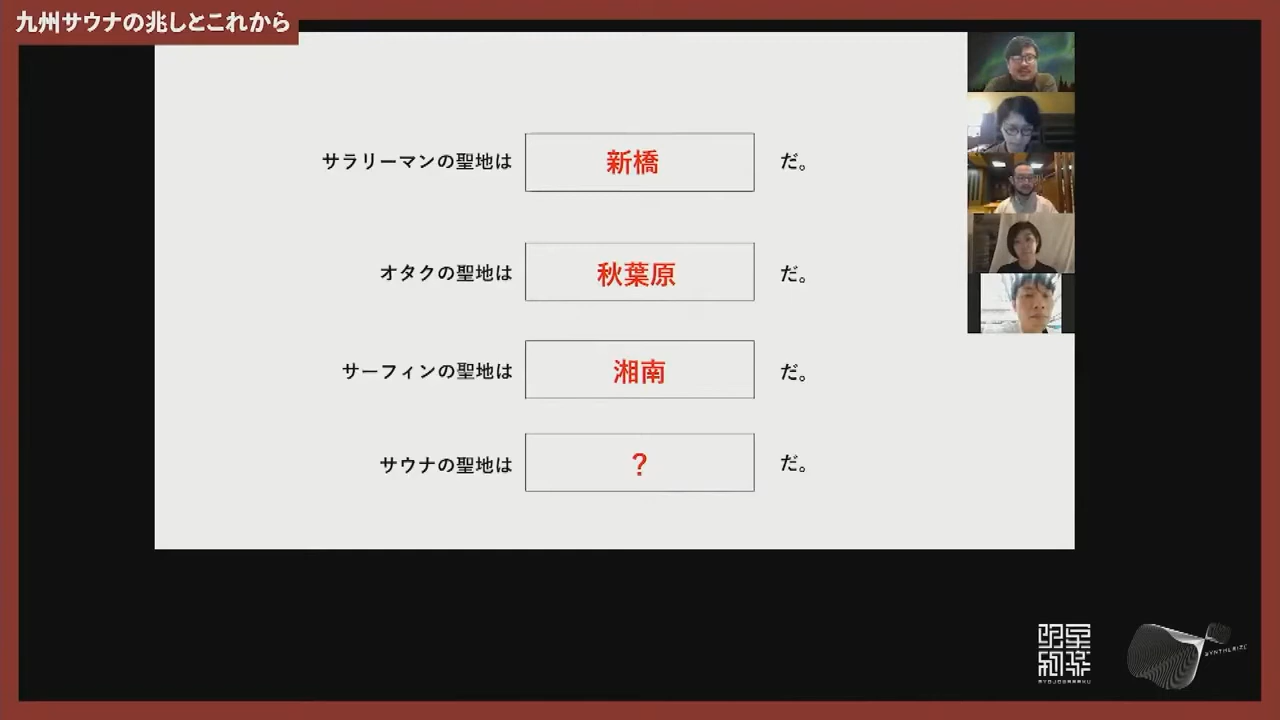 九州サウナの兆しとこれから
サラリーマンの聖地は 新橋 だ。
オタクの聖地は 秋葉原 だ。
サーフィンの聖地は 湘南 だ。
サウナの聖地は ? だ。
SYNTHESIZE